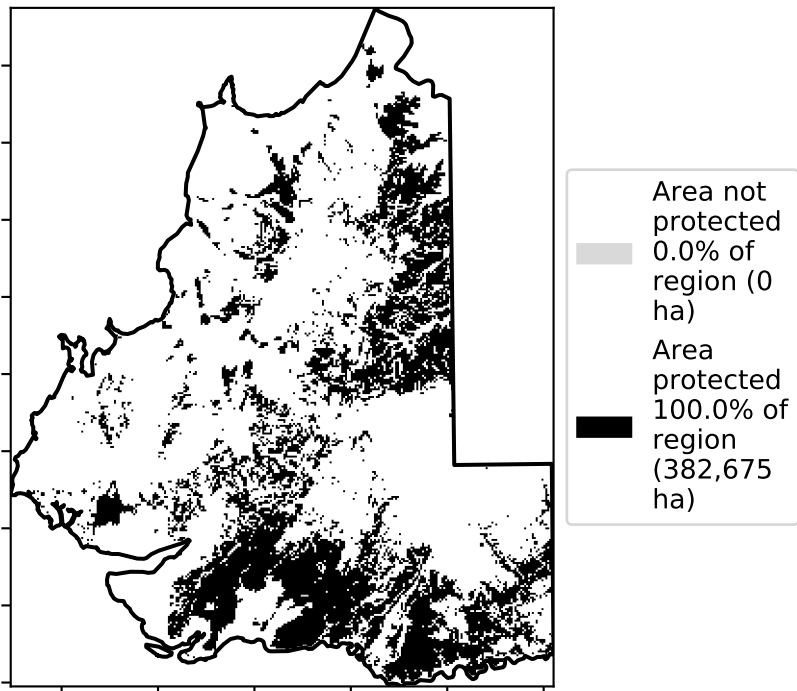 Area not
protected
0.0% of
region (0
ha)
Area
protected
100.0% of
region
(382,675
ha)